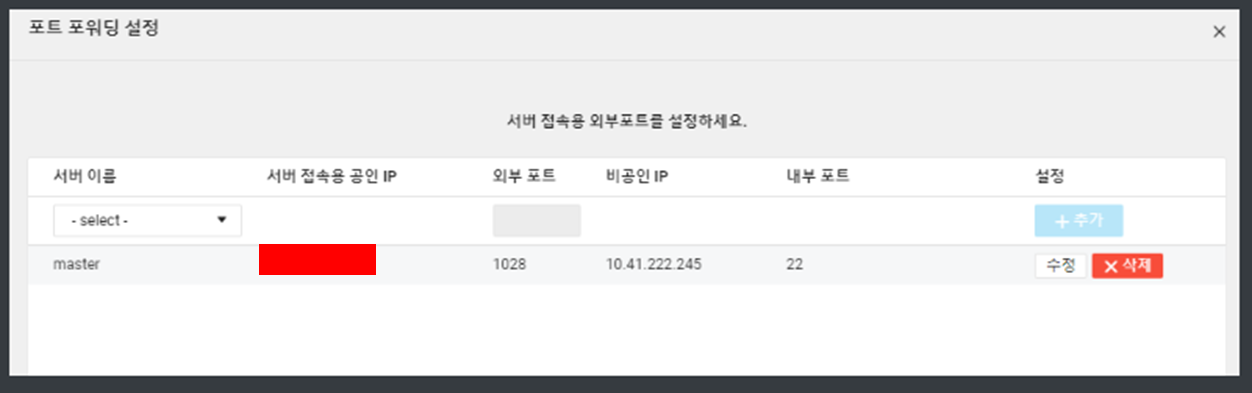 포트 포워딩 설정
×
서버 접속용 외부포트를 설정하세요.
서버 이름 서버 접속용 공인 IP 외부 포트 비공인 IP 내부 포트 설정
- select - + 추가
master 1028 10.41.222.245 22 수정 × 삭제